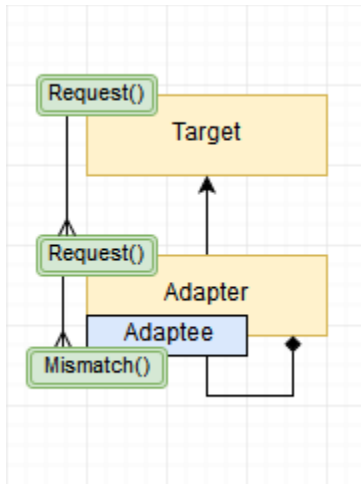 Request()
Target
Request()
Adapter
Adaptee
Mismatch()